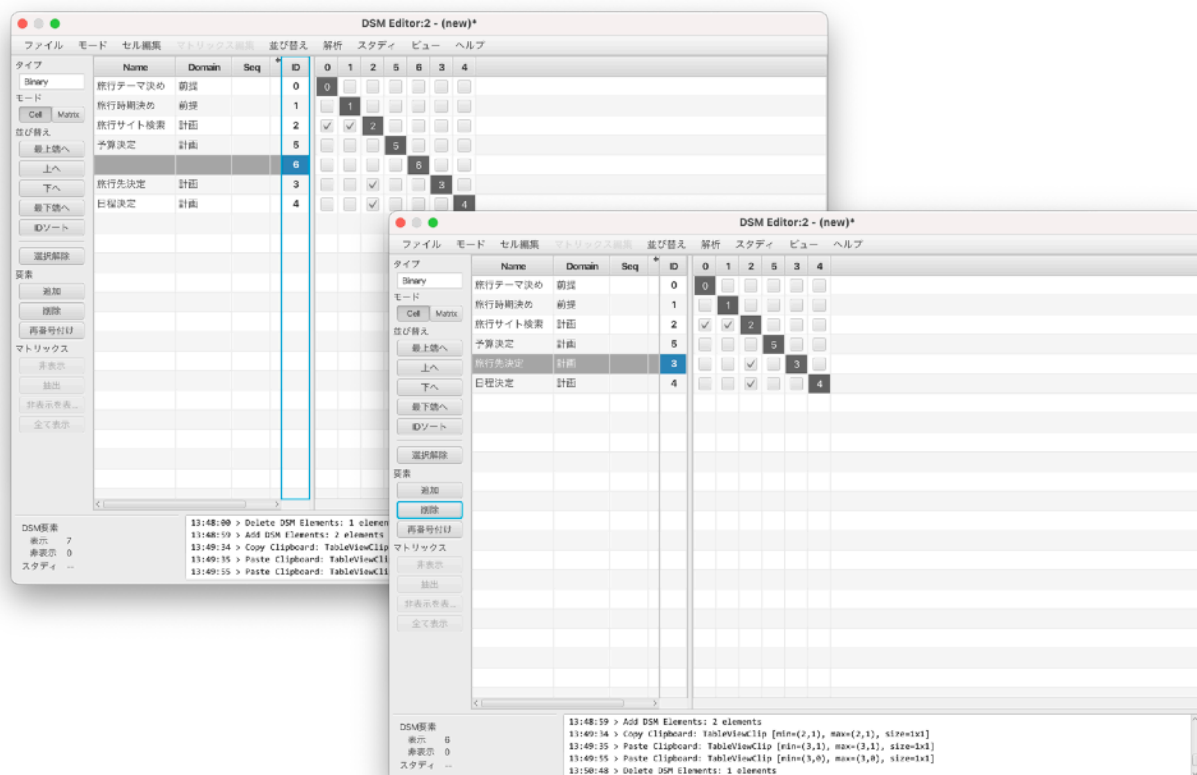 DSM Editor:2 - (new)*
ファイル モード セル編集 マトリックス編集 並び替え 解析 スタディ ビュー ヘルプ
タイプ
Binary
モード
Cell Matrix
並び替え
最上端へ
上へ
下へ
最下端へ
IDソート
選択解除
要素
追加
削除
再番号付け
マトリックス
非表示
抽出
非表示を表...
全て表示
Name Domain Seq ID 0 1 2 5 6 3 4
旅行テーマ決め 前提 0 0
旅行時期決め 前提 1 1
旅行サイト検索 計画 2 2
予算決定 計画 5 5
6 6
旅行先決定 計画 3 3
日程決定 計画 4 4
DSM要素
表示 7
非表示 0
スタディ --
13:48:00 > Delete DSM Elements: 1 elemen
13:48:59 > Add DSM Elements: 2 elements
13:49:34 > Copy Clipboard: TableViewClip
13:49:35 > Paste Clipboard: TableViewCli
13:49:55 > Paste Clipboard: TableViewCli
DSM Editor:2 - (new)*
ファイル モード セル編集 マトリックス編集 並び替え 解析 スタディ ビュー ヘルプ
タイプ
Binary
モード
Cell Matrix
並び替え
最上端へ
上へ
下へ
最下端へ
IDソート
選択解除
要素
追加
削除
再番号付け
マトリックス
非表示
抽出
非表示を表...
全て表示
Name Domain Seq ID 0 1 2 5 3 4
旅行テーマ決め 前提 0 0
旅行時期決め 前提 1 1
旅行サイト検索 計画 2 2
予算決定 計画 5 5
旅行先決定 計画 3 3
日程決定 計画 4 4
DSM要素
表示 6
非表示 0
スタディ --
13:48:59 > Add DSM Elements: 2 elements
13:49:34 > Copy Clipboard: TableViewClip [min=(2,1), max=(2,1), size=1x1]
13:49:35 > Paste Clipboard: TableViewClip [min=(3,1), max=(3,1), size=1x1]
13:49:55 > Paste Clipboard: TableViewClip [min=(3,0), max=(3,0), size=1x1]
13:50:48 > Delete DSM Elements: 1 elements